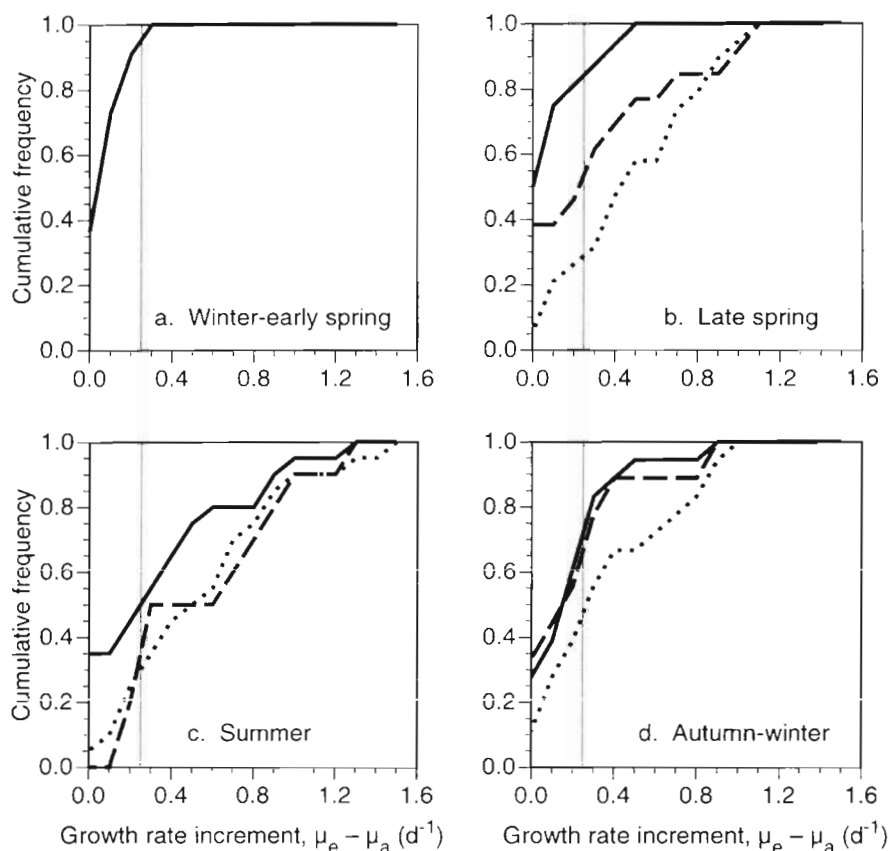 Cumulative frequency
1.0
0.8
0.6
0.4
0.2
0.0
0.0 0.4 0.8 1.2 1.6
a. Winter-early spring
1.0
0.8
0.6
0.4
0.2
0.0
0.0 0.4 0.8 1.2 1.6
b. Late spring
Cumulative frequency
1.0
0.8
0.6
0.4
0.2
0.0
0.0 0.4 0.8 1.2 1.6
c. Summer
Growth rate increment, μₑ – μₐ (d⁻¹)
1.0
0.8
0.6
0.4
0.2
0.0
0.0 0.4 0.8 1.2 1.6
d. Autumn-winter
Growth rate increment, μₑ – μₐ (d⁻¹)